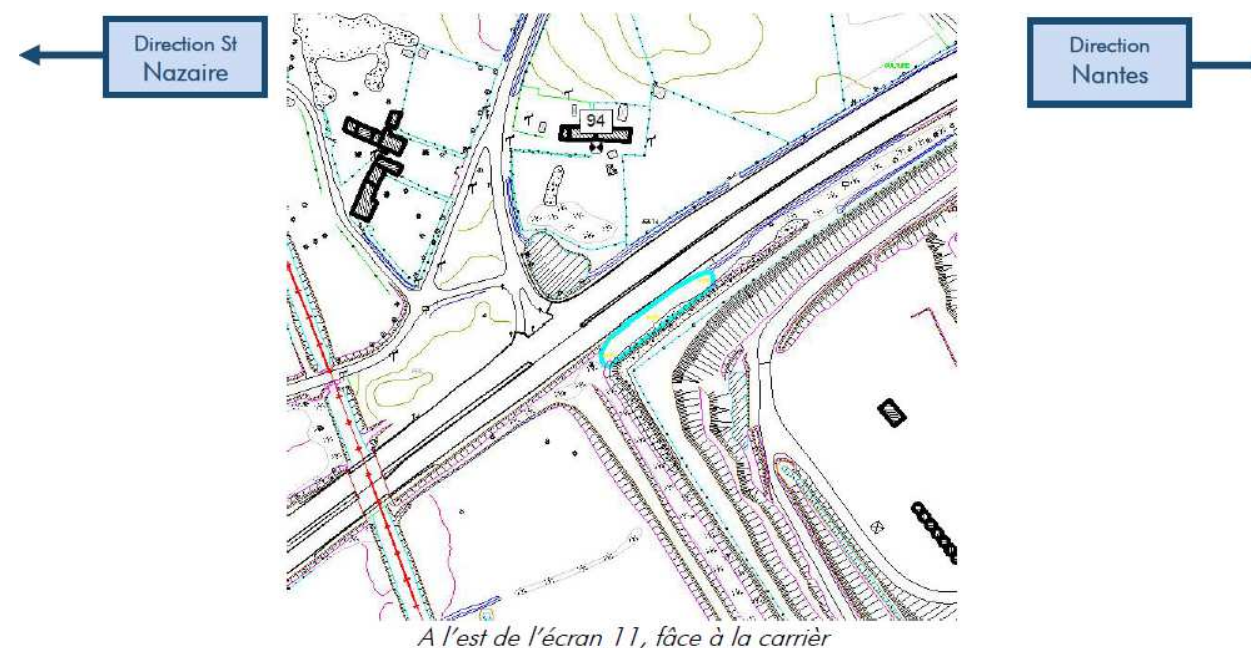 Direction St
Nazaire
Direction
Nantes
94
A l'est de l'écran 11, fâce à la carrièr